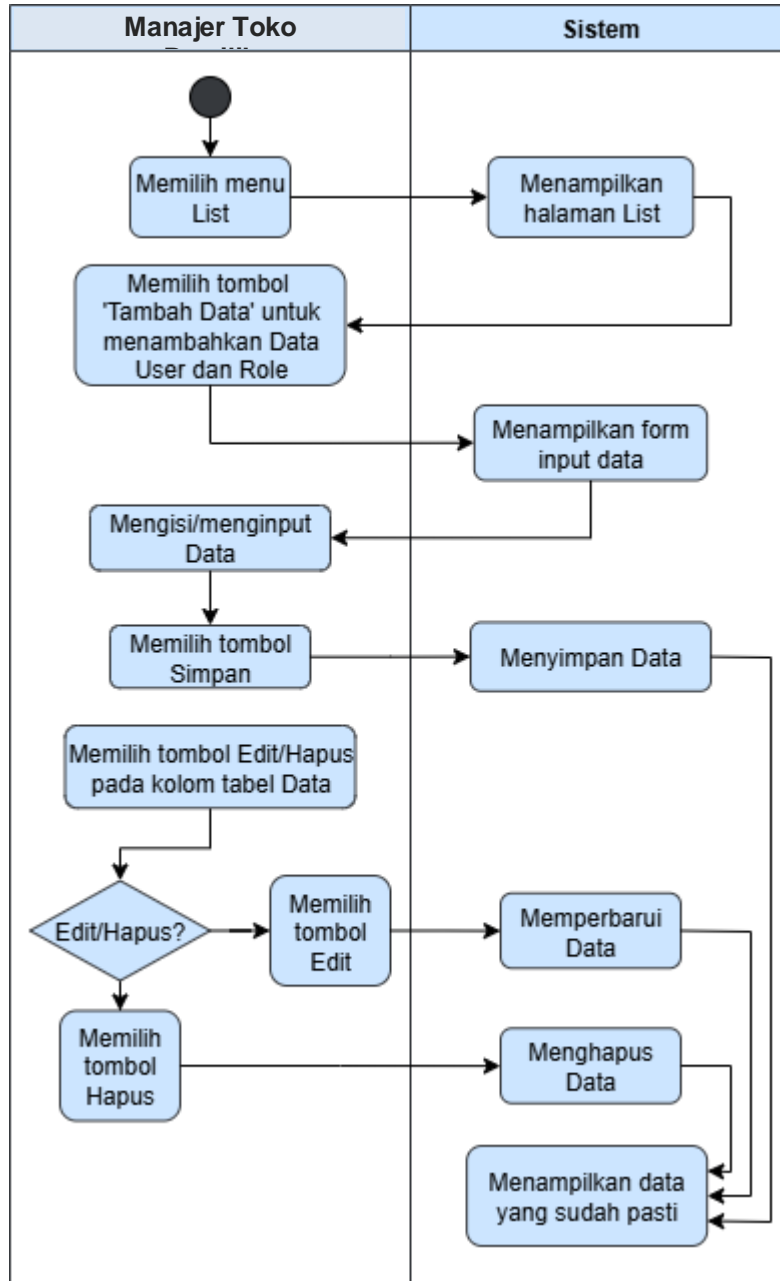 Manajer Toko
Sistem
Memilih menu
List
Menampilkan
halaman List
Memilih tombol
'Tambah Data' untuk
menambahkan Data
User dan Role
Menampilkan form
input data
Mengisi/menginput
Data
Memilih tombol
Simpan
Menyimpan Data
Memilih tombol Edit/Hapus
pada kolom tabel Data
Edit/Hapus?
Memilih
tombol
Edit
Memperbarui
Data
Memilih
tombol
Hapus
Menghapus
Data
Menampilkan data
yang sudah pasti